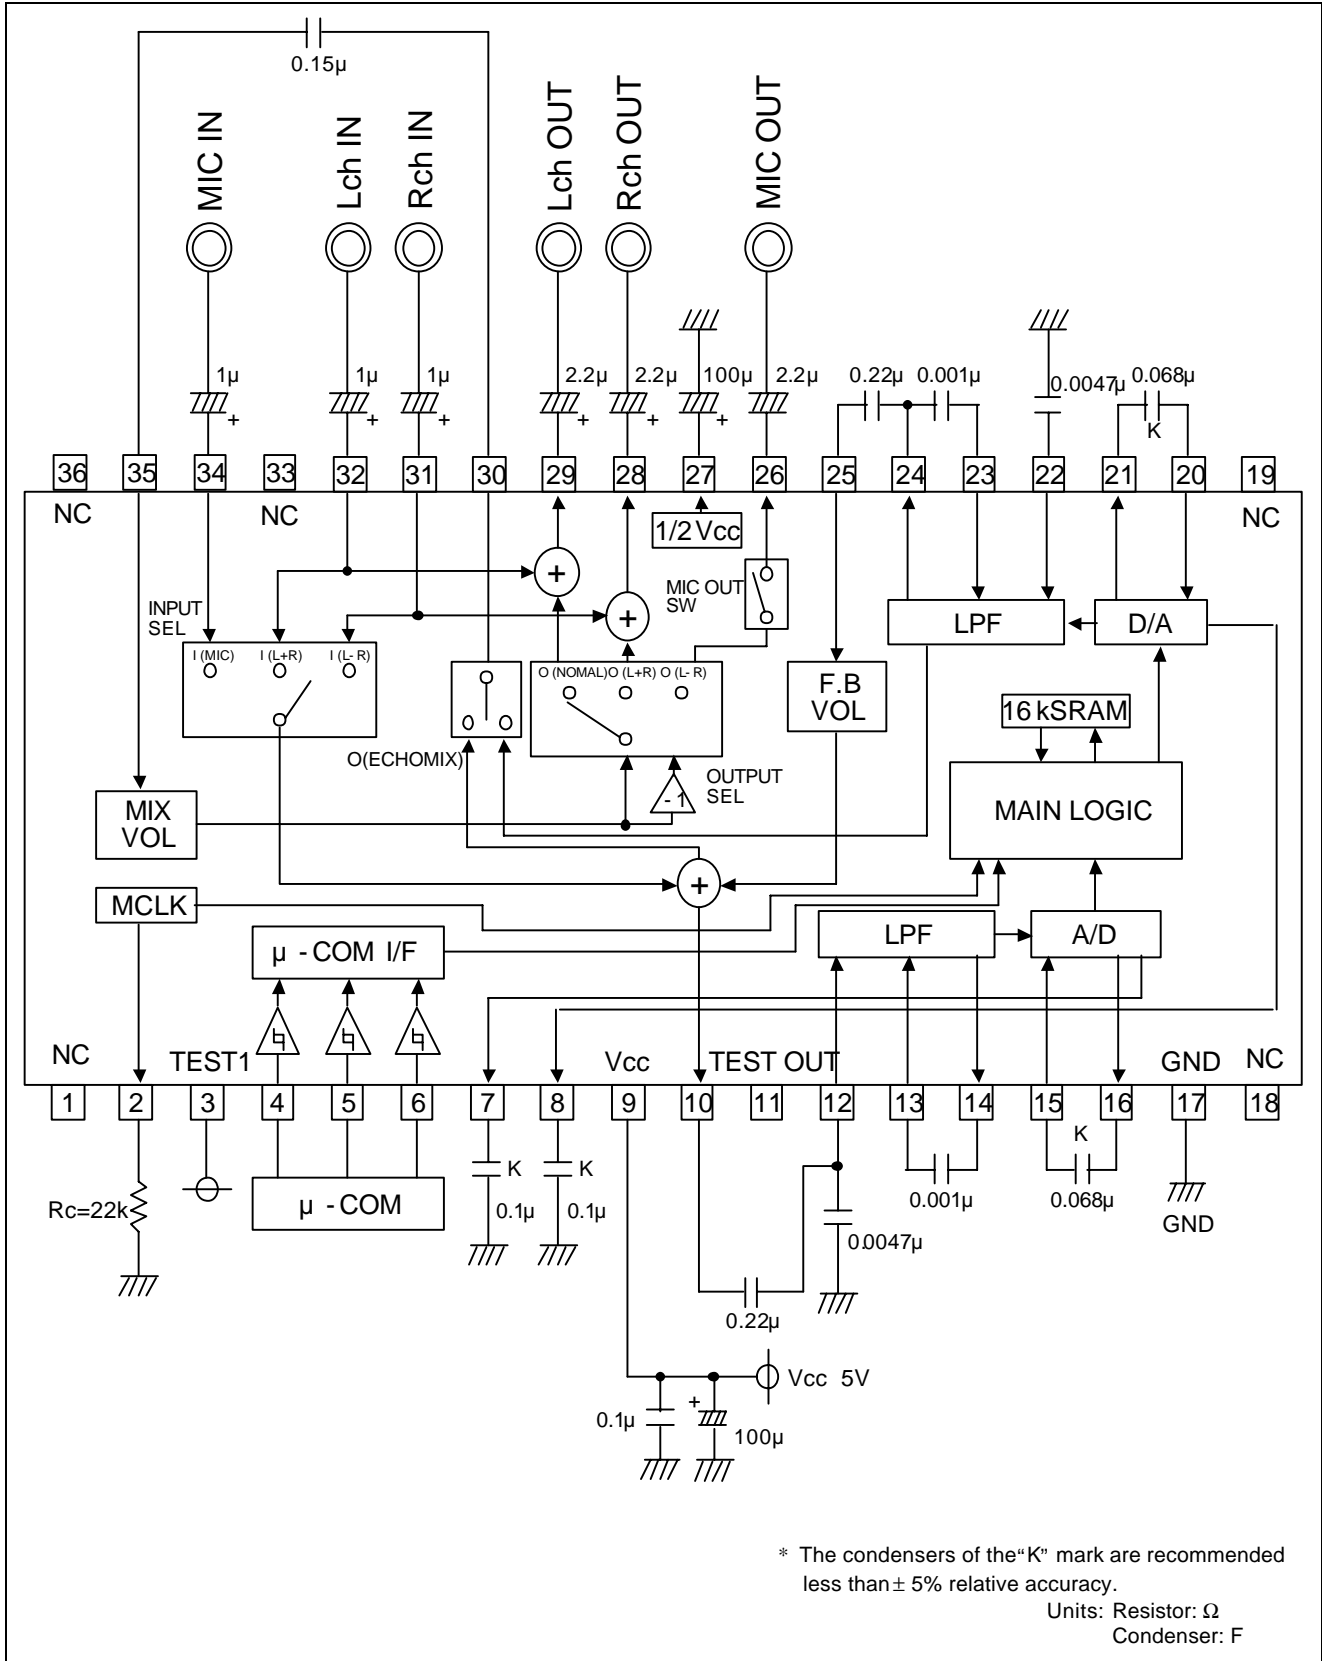 0.15µ
MIC IN
Lch IN
Rch IN
Lch OUT
Rch OUT
MIC OUT
1µ
+
1µ
+
1µ
+
2.2µ
+
2.2µ
+
100µ
+
2.2µ
+
0.22µ
0.001µ
0.0047µ
0.068µ
K
36
35
34
33
32
31
30
29
28
27
26
25
24
23
22
21
20
19
NC
NC
NC
1/2 Vcc
INPUT
SEL
I (MIC)
I (L+R)
I (L- R)
+
+
MIC OUT
SW
O (NOMAL)
O (L+R)
O (L- R)
O(ECHOMIX)
- 1
OUTPUT
SEL
F.B
VOL
LPF
D/A
16 kSRAM
MAIN LOGIC
MIX
VOL
MCLK
+
µ - COM I/F
LPF
A/D
NC
TEST1
Vcc
TEST OUT
GND
NC
1
2
3
4
5
6
7
8
9
10
11
12
13
14
15
16
17
18
Rc=22k
µ - COM
K
0.1µ
K
0.1µ
0.22µ
0.0047µ
0.001µ
K
0.068µ
GND
Vcc 5V
0.1µ
+
100µ
* The condensers of the“K” mark are recommended
less than ± 5% relative accuracy.
Units: Resistor: Ω
Condenser: F